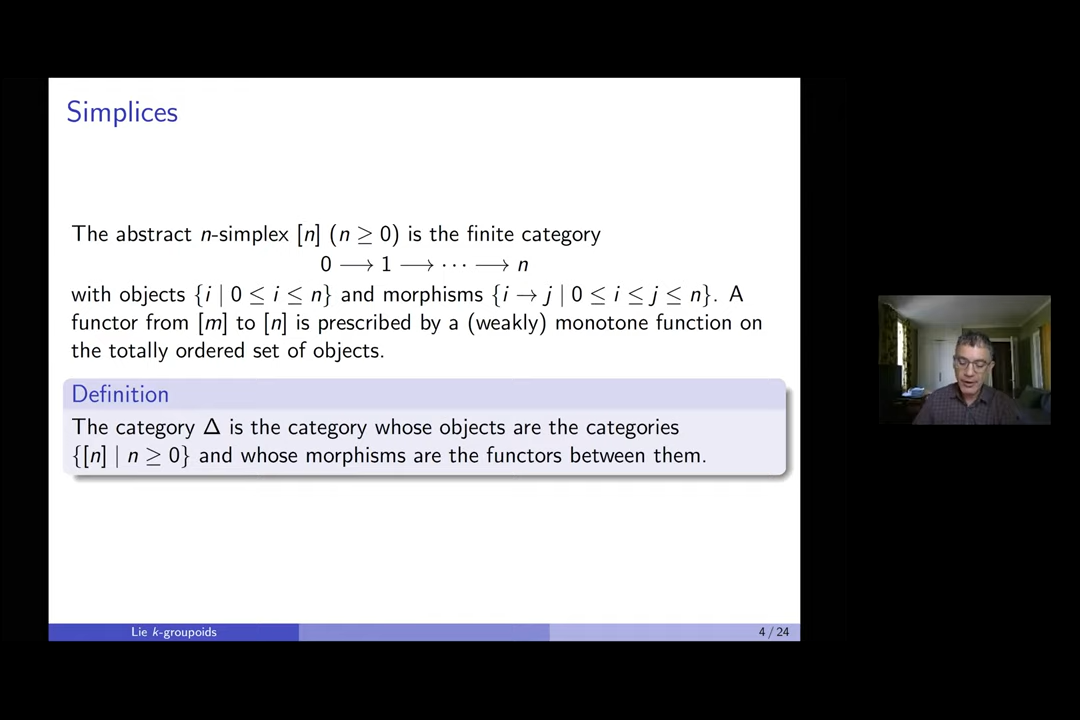 Simplices
The abstract n-simplex [n] (n ≥ 0) is the finite category
0 ⟶ 1 ⟶ ⋯ ⟶ n
with objects {i | 0 ≤ i ≤ n} and morphisms {i → j | 0 ≤ i ≤ j ≤ n}. A
functor from [m] to [n] is prescribed by a (weakly) monotone function on
the totally ordered set of objects.
Definition
The category Δ is the category whose objects are the categories
{[n] | n ≥ 0} and whose morphisms are the functors between them.
Lie k-groupoids
4 / 24